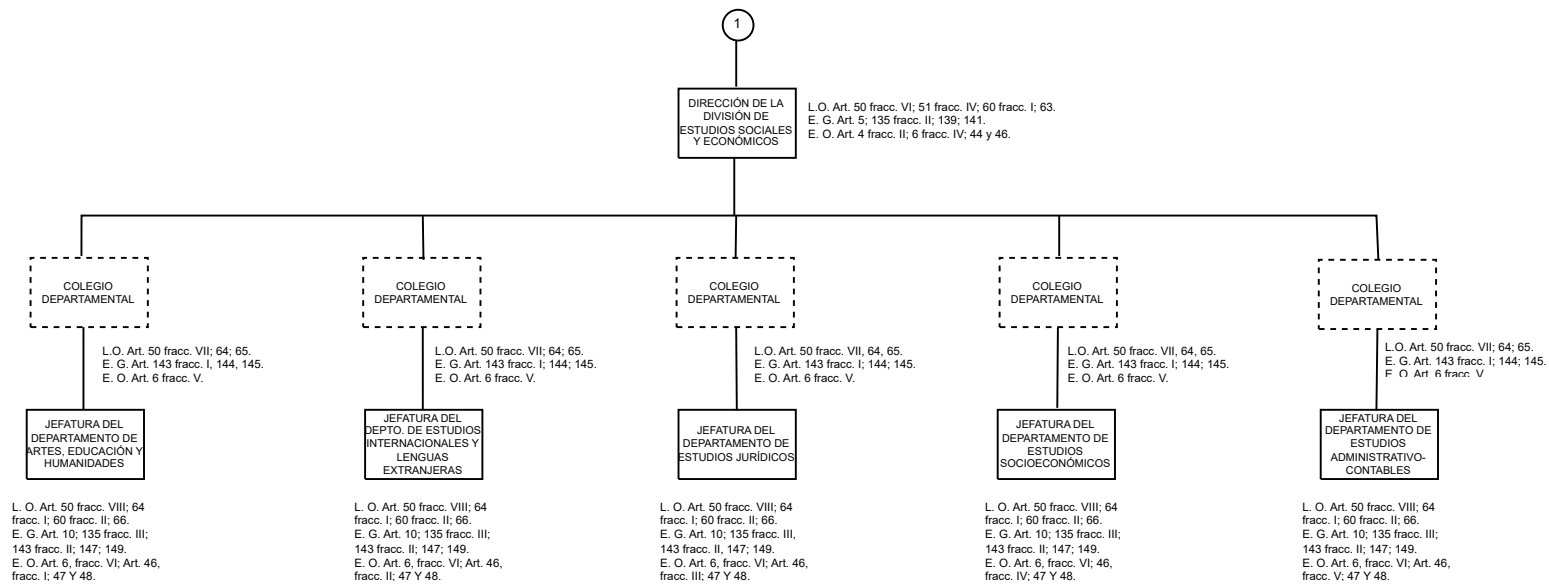 1
DIRECCIÓN DE LA
DIVISIÓN DE
ESTUDIOS SOCIALES
Y ECONÓMICOS
L.O. Art. 50 fracc. VI; 51 fracc. IV; 60 fracc. I; 63.
E. G. Art. 5; 135 fracc. II; 139; 141.
E. O. Art. 4 fracc. II; 6 fracc. IV; 44 y 46.
COLEGIO
DEPARTAMENTAL
COLEGIO
DEPARTAMENTAL
COLEGIO
DEPARTAMENTAL
COLEGIO
DEPARTAMENTAL
COLEGIO
DEPARTAMENTAL
L.O. Art. 50 fracc. VII; 64; 65.
E. G. Art. 143 fracc. I, 144, 145.
E. O. Art. 6 fracc. V.
L.O. Art. 50 fracc. VII; 64; 65.
E. G. Art. 143 fracc. I; 144; 145.
E. O. Art. 6 fracc. V.
L.O. Art. 50 fracc. VII, 64, 65.
E. G. Art. 143 fracc. I; 144; 145.
E. O. Art. 6 fracc. V.
L.O. Art. 50 fracc. VII, 64, 65.
E. G. Art. 143 fracc. I; 144; 145.
E. O. Art. 6 fracc. V.
L.O. Art. 50 fracc. VII; 64; 65.
E. G. Art. 143 fracc. I; 144; 145.
E. O. Art. 6 fracc. V
JEFATURA DEL
DEPARTAMENTO DE
ARTES, EDUCACIÓN Y
HUMANIDADES
JEFATURA DEL
DEPTO. DE ESTUDIOS
INTERNACIONALES Y
LENGUAS
EXTRANJERAS
JEFATURA DEL
DEPARTAMENTO DE
ESTUDIOS JURÍDICOS
JEFATURA DEL
DEPARTAMENTO DE
ESTUDIOS
SOCIOECONÓMICOS
JEFATURA DEL
DEPARTAMENTO DE
ESTUDIOS
ADMINISTRATIVO-
CONTABLES
L. O. Art. 50 fracc. VIII; 64
fracc. I; 60 fracc. II; 66.
E. G. Art. 10; 135 fracc. III;
143 fracc. II; 147; 149.
E. O. Art. 6, fracc. VI; Art. 46,
fracc. I; 47 Y 48.
L. O. Art. 50 fracc. VIII; 64
fracc. I; 60 fracc. II; 66.
E. G. Art. 10; 135 fracc. III;
143 fracc. II; 147; 149.
E. O. Art. 6, fracc. VI; Art. 46,
fracc. II; 47 Y 48.
L. O. Art. 50 fracc. VIII; 64
fracc. I; 60 fracc. II; 66.
E. G. Art. 10; 135 fracc. III,
143 fracc. II, 147; 149.
E. O. Art. 6, fracc. VI; Art. 46,
fracc. III; 47 Y 48.
L. O. Art. 50 fracc. VIII; 64
fracc. I; 60 fracc. II; 66.
E. G. Art. 10; 135 fracc. III;
143 fracc. II; 147; 149.
E. O. Art. 6, fracc. VI; 46,
fracc. IV; 47 Y 48.
L. O. Art. 50 fracc. VIII; 64
fracc. I; 60 fracc. II; 66.
E. G. Art. 10; 135 fracc. III;
143 fracc. II; 147; 149.
E. O. Art. 6, fracc. VI; Art. 46,
fracc. V; 47 Y 48.